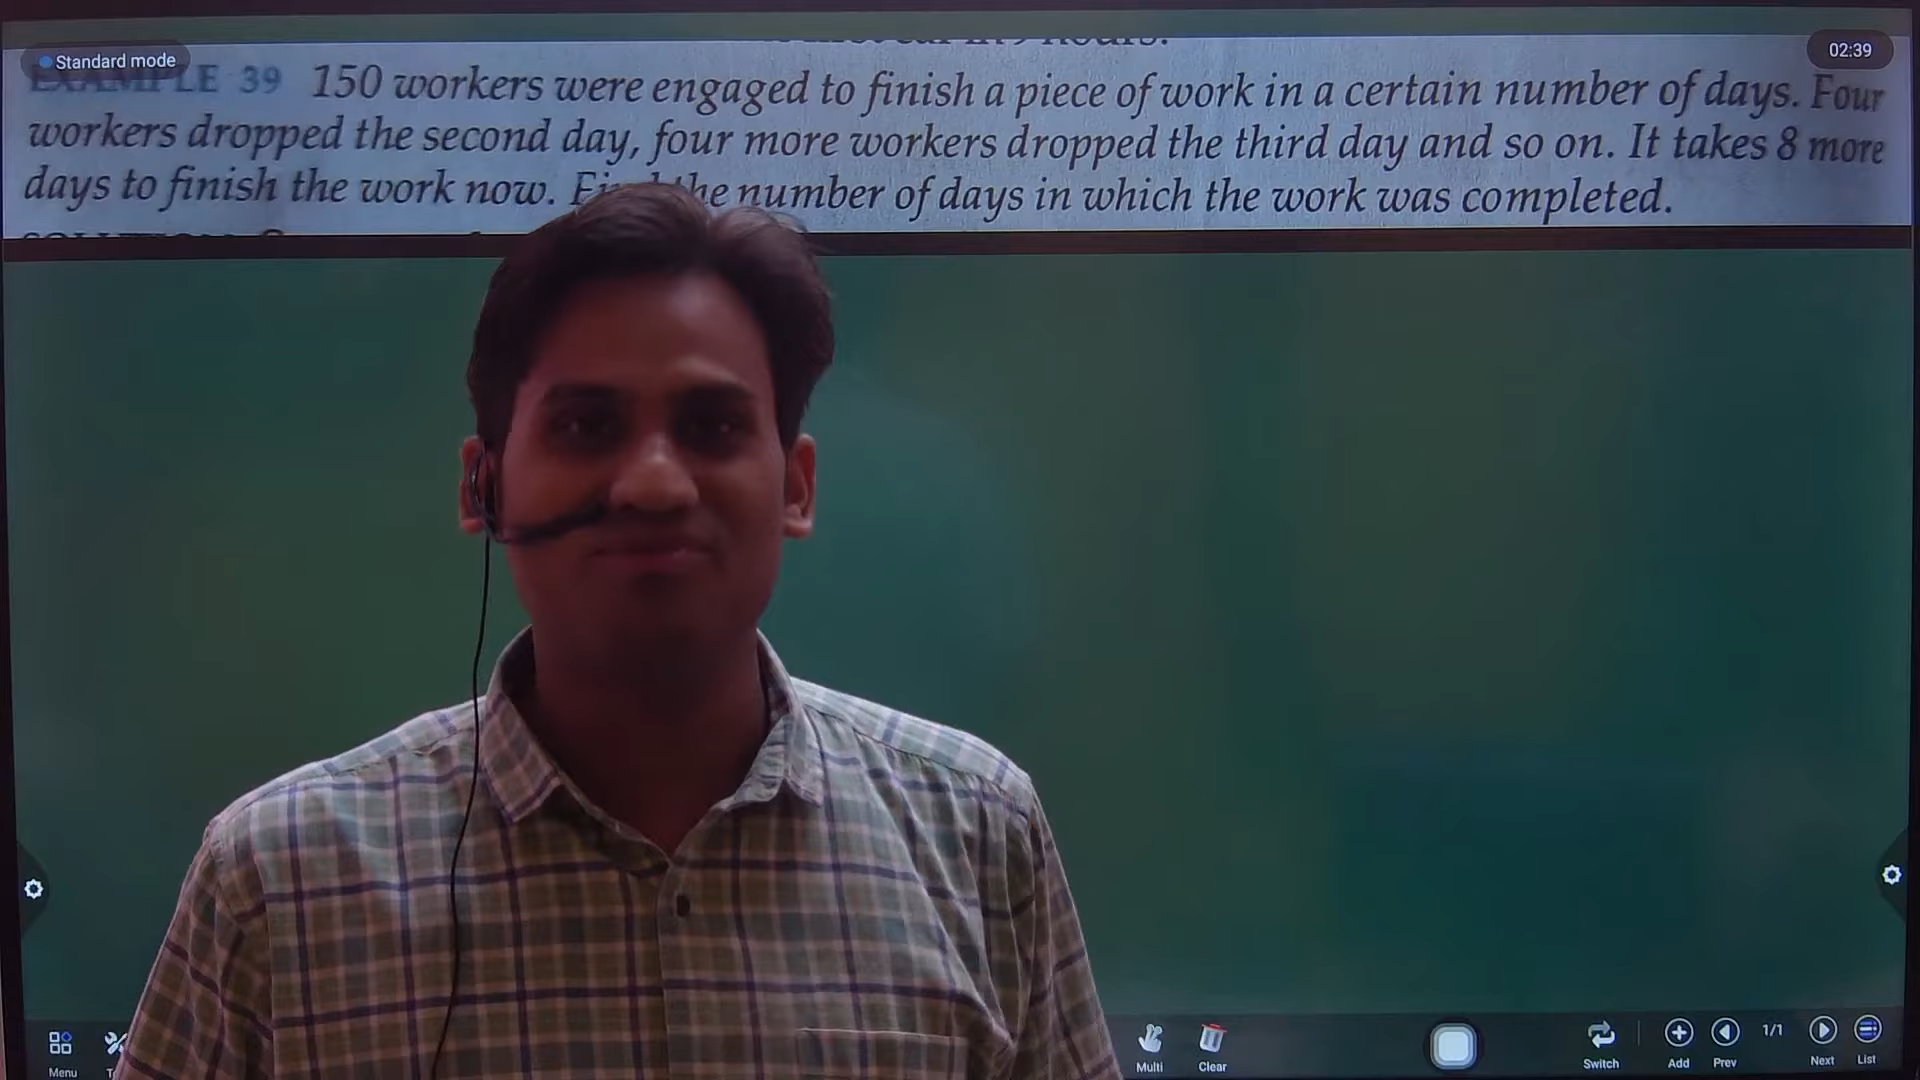 Standard mode
02:39
EXAMPLE 39 150 workers were engaged to finish a piece of work in a certain number of days. Four
workers dropped the second day, four more workers dropped the third day and so on. It takes 8 more
days to finish the work now. the number of days in which the work was completed.
Menu
Multi
Clear
Switch
Add
Prev
1/1
Next
List